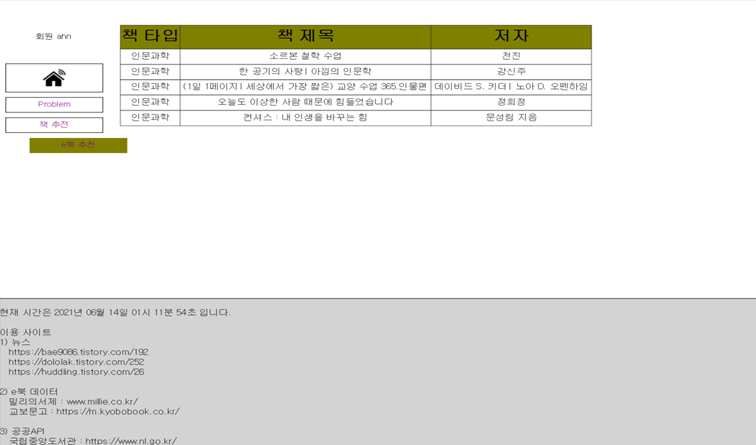 회원 ahn
Problem
책 추천
e북 추천
책 타입 책 제목 저자
인문과학 소르본 철학 수업 전진
인문과학 한 공기의 사랑| 아낌의 인문학 강신주
인문과학 (1일 1페이지| 세상에서 가장 짧은) 교양 수업 365.인물편 데이비드 S. 키더| 노아 D. 오펜하임
인문과학 오늘도 이상한 사람 때문에 힘들었습니다 정희정
인문과학 컨셔스 : 내 인생을 바꾸는 힘 문성림 지음
현재 시간은 2021년 06월 14일 01시 11분 54초 입니다.
이용 사이트
1) 뉴스
https://bae9086.tistory.com/192
https://dololak.tistory.com/252
https://huddling.tistory.com/26
2) e북 데이터
밀리의서제 : www.millie.co.kr/
교보문고 : https://m.kyobobook.co.kr/
3) 공공API
국립중앙도서관 : https://www.nl.go.kr/